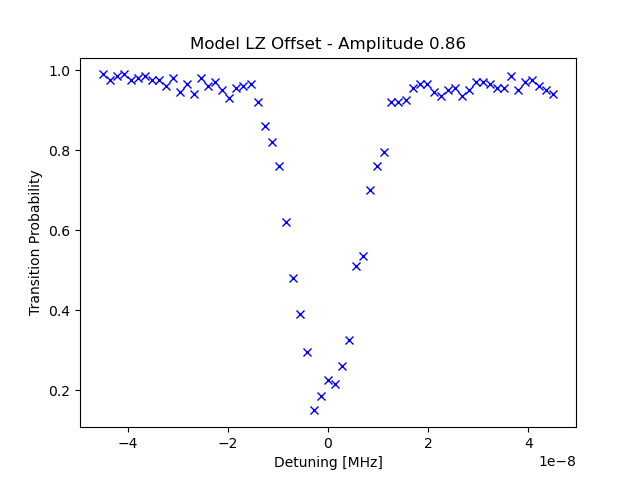 Model LZ Offset - Amplitude 0.86
Transition Probability
1.0
0.8
0.6
0.4
0.2
−4 −2 0 2 4
1e−8
Detuning [MHz]